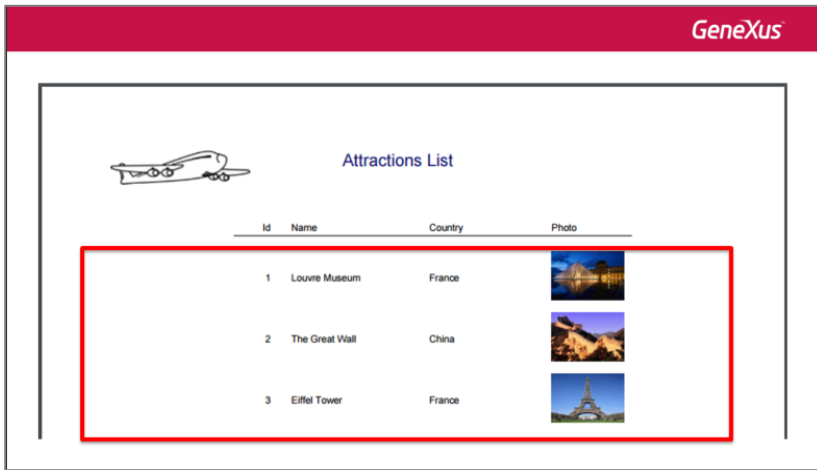 GeneXus
Attractions List
Id Name Country Photo
1 Louvre Museum France
2 The Great Wall China
3 Eiffel Tower France